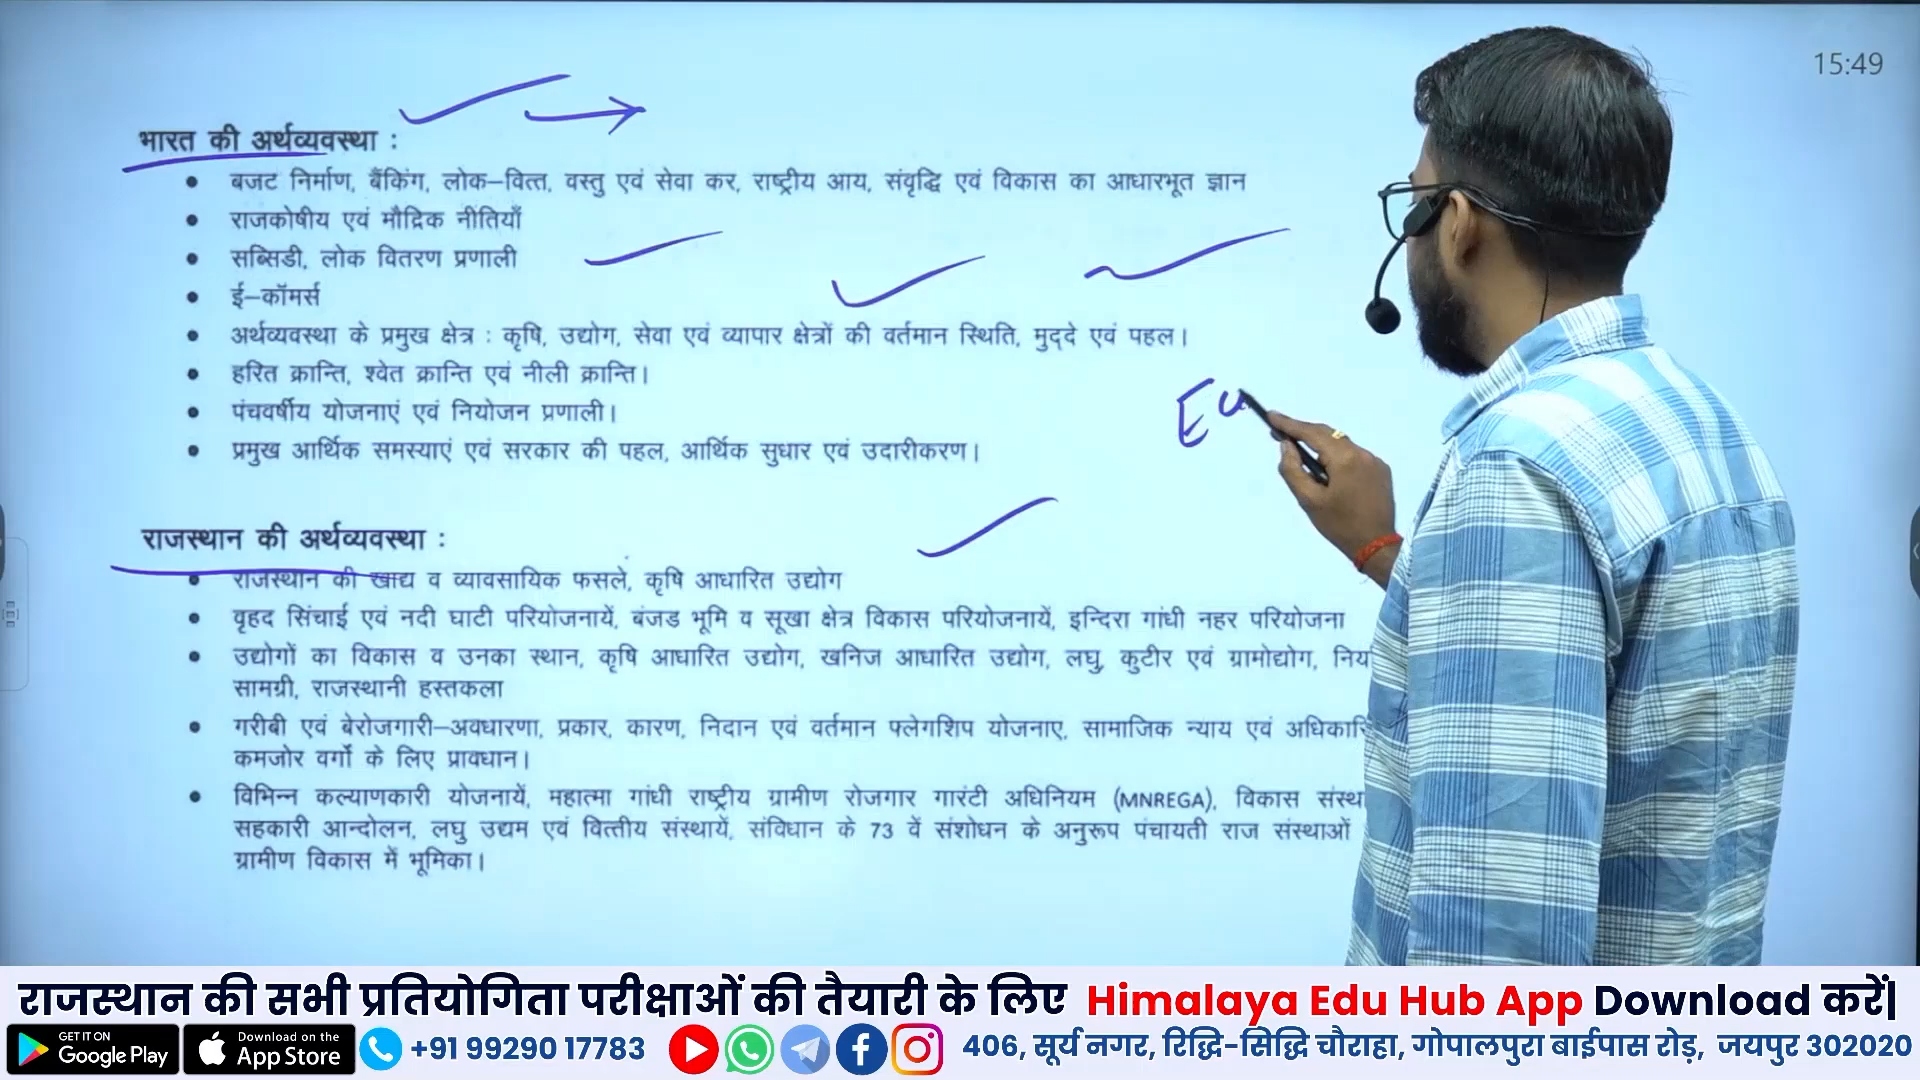 15:49
भारत की अर्थव्यवस्था :
• बजट निर्माण, बैंकिंग, लोक–वित्त, वस्तु एवं सेवा कर, राष्ट्रीय आय, संवृद्धि एवं विकास का आधारभूत ज्ञान
• राजकोषीय एवं मौद्रिक नीतियाँ
• सब्सिडी, लोक वितरण प्रणाली
• ई–कॉमर्स
• अर्थव्यवस्था के प्रमुख क्षेत्र : कृषि, उद्योग, सेवा एवं व्यापार क्षेत्रों की वर्तमान स्थिति, मुद्दे एवं पहल।
• हरित क्रान्ति, श्वेत क्रान्ति एवं नीली क्रान्ति।
• पंचवर्षीय योजनाएं एवं नियोजन प्रणाली।
• प्रमुख आर्थिक समस्याएं एवं सरकार की पहल, आर्थिक सुधार एवं उदारीकरण।
राजस्थान की अर्थव्यवस्था :
• राजस्थान की खाद्य व व्यावसायिक फसले, कृषि आधारित उद्योग
• वृहद सिंचाई एवं नदी घाटी परियोजनायें, बंजड भूमि व सूखा क्षेत्र विकास परियोजनायें, इन्दिरा गांधी नहर परियोजना
• उद्योगों का विकास व उनका स्थान, कृषि आधारित उद्योग, खनिज आधारित उद्योग, लघु, कुटीर एवं ग्रामोद्योग,
सामग्री, राजस्थानी हस्तकला
• गरीबी एवं बेरोजगारी–अवधारणा, प्रकार, कारण, निदान एवं वर्तमान फ्लेगशिप योजनाए, सामाजिक न्याय एवं
कमजोर वर्गों के लिए प्रावधान।
• विभिन्न कल्याणकारी योजनायें, महात्मा गांधी राष्ट्रीय ग्रामीण रोजगार गारंटी अधिनियम (MNREGA), विकास
सहकारी आन्दोलन, लघु उद्यम एवं वित्तीय संस्थायें, संविधान के 73 वें संशोधन के अनुरूप पंचायती राज संस्थाओं
ग्रामीण विकास में भूमिका।
राजस्थान की सभी प्रतियोगिता परीक्षाओं की तैयारी के लिए Himalaya Edu Hub App Download करें|
GET IT ON Google Play Download on the App Store +91 99290 17783 406, सूर्य नगर, रिद्धि-सिद्धि चौराहा, गोपालपुरा बाईपास रोड़, जयपुर 302020